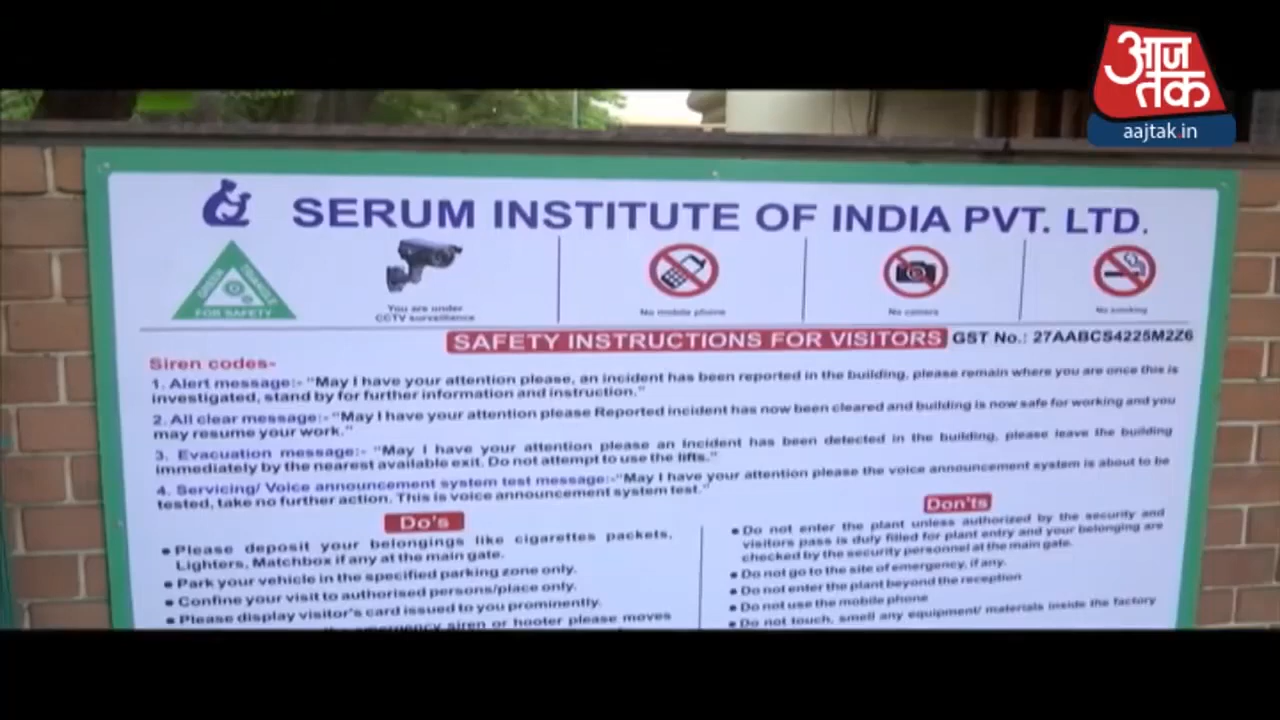 आज
तक
aajtak.in
SERUM INSTITUTE OF INDIA PVT. LTD.
GREEN TRIANGLE
FOR SAFETY
You are under
CCTV surveillance
No mobile phone
No camera
No smoking
SAFETY INSTRUCTIONS FOR VISITORS GST No.: 27AABCS4225M2Z6
Siren codes-
1. Alert message:- "May I have your attention please, an incident has been reported in the building, please remain where you are once this is
investigated, stand by for further information and instruction."
2. All clear message:- "May I have your attention please Reported incident has now been cleared and building is now safe for working and you
may resume your work."
3. Evacuation message:- "May I have your attention please an incident has been detected in the building, please leave the building
immediately by the nearest available exit. Do not attempt to use the lifts."
4. Servicing/ Voice announcement system test message:-"May I have your attention please the voice announcement system is about to be
tested, take no further action. This is voice announcement system test."
Do's
• Please deposit your belongings like cigarettes packets,
Lighters, Matchbox if any at the main gate.
• Park your vehicle in the specified parking zone only.
• Confine your visit to authorised persons/place only.
• Please display visitor's card issued to you prominently.
emergency siren or hooter please moves
Don'ts
• Do not enter the plant unless authorized by the security and
visitors pass is duly filled for plant entry and your belonging are
checked by the security personnel at the main gate.
• Do not go to the site of emergency, if any.
• Do not enter the plant beyond the reception
• Do not use the mobile phone
• Do not touch, smell any equipment/ materials inside the factory